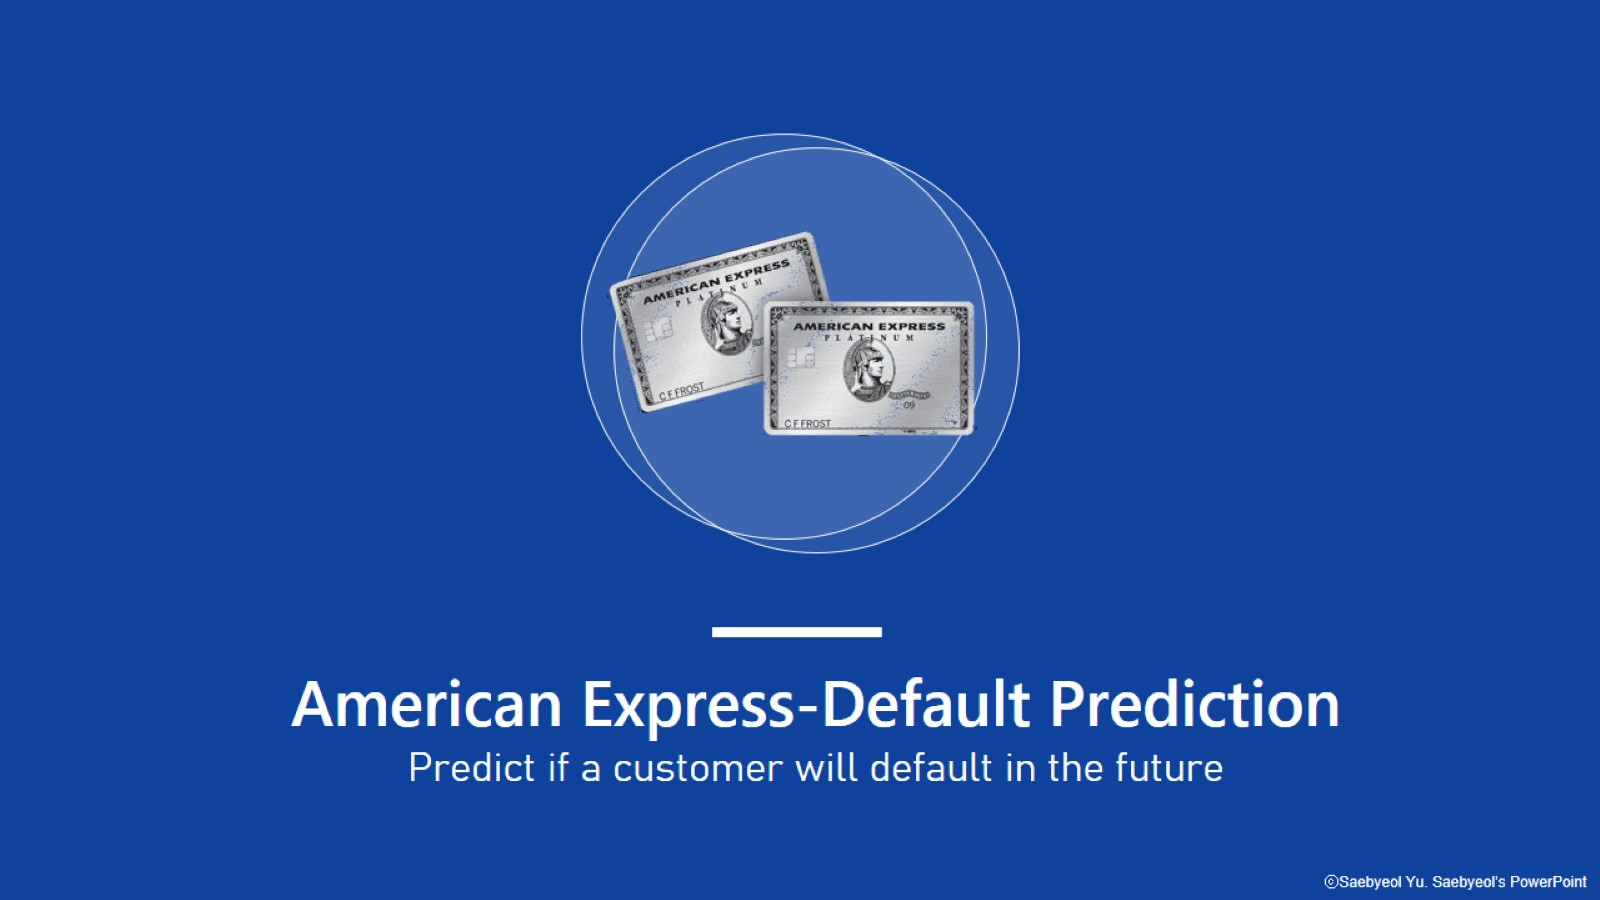 AMERICAN EXPRESS
PLATINUM
C F FROST
AMERICAN EXPRESS
PLATINUM
C F FROST
American Express-Default Prediction
Predict if a customer will default in the future
©Saebyeol Yu. Saebyeol's PowerPoint